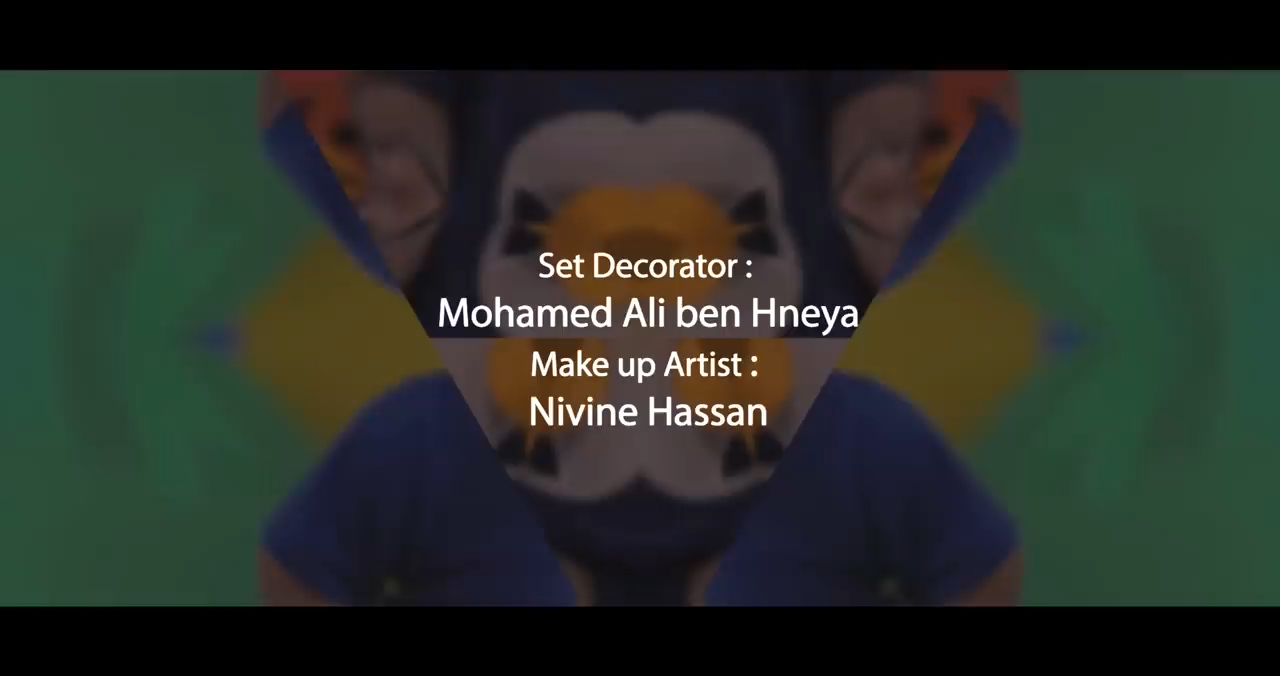 Set Decorator :
Mohamed Ali ben Hneya
Make up Artist :
Nivine Hassan